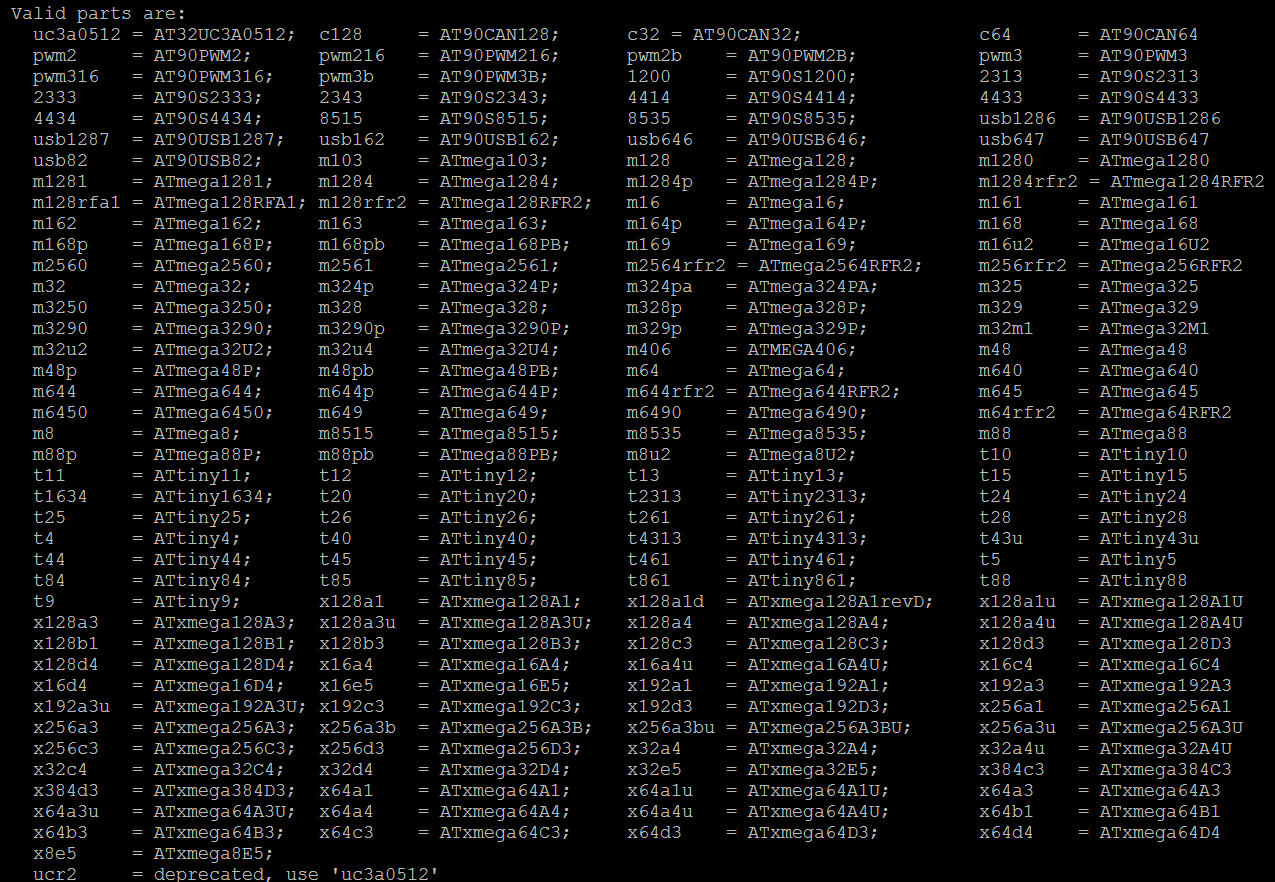 Valid parts are:
uc3a0512 = AT32UC3A0512; c128 = AT90CAN128; c32 = AT90CAN32; c64 = AT90CAN64
pwm2 = AT90PWM2; pwm216 = AT90PWM216; pwm2b = AT90PWM2B; pwm3 = AT90PWM3
pwm316 = AT90PWM316; pwm3b = AT90PWM3B; 1200 = AT90S1200; 2313 = AT90S2313
2333 = AT90S2333; 2343 = AT90S2343; 4414 = AT90S4414; 4433 = AT90S4433
4434 = AT90S4434; 8515 = AT90S8515; 8535 = AT90S8535; usb1286 = AT90USB1286
usb1287 = AT90USB1287; usb162 = AT90USB162; usb646 = AT90USB646; usb647 = AT90USB647
usb82 = AT90USB82; m103 = ATmega103; m128 = ATmega128; m1280 = ATmega1280
m1281 = ATmega1281; m1284 = ATmega1284; m1284p = ATmega1284P; m1284rfr2 = ATmega1284RFR2
m128rfa1 = ATmega128RFA1; m128rfr2 = ATmega128RFR2; m16 = ATmega16; m161 = ATmega161
m162 = ATmega162; m163 = ATmega163; m164p = ATmega164P; m168 = ATmega168
m168p = ATmega168P; m168pb = ATmega168PB; m169 = ATmega169; m16u2 = ATmega16U2
m2560 = ATmega2560; m2561 = ATmega2561; m2564rfr2 = ATmega2564RFR2; m256rfr2 = ATmega256RFR2
m32 = ATmega32; m324p = ATmega324P; m324pa = ATmega324PA; m325 = ATmega325
m3250 = ATmega3250; m328 = ATmega328; m328p = ATmega328P; m329 = ATmega329
m3290 = ATmega3290; m3290p = ATmega3290P; m329p = ATmega329P; m32m1 = ATmega32M1
m32u2 = ATmega32U2; m32u4 = ATmega32U4; m406 = ATMEGA406; m48 = ATmega48
m48p = ATmega48P; m48pb = ATmega48PB; m64 = ATmega64; m640 = ATmega640
m644 = ATmega644; m644p = ATmega644P; m644rfr2 = ATmega644RFR2; m645 = ATmega645
m6450 = ATmega6450; m649 = ATmega649; m6490 = ATmega6490; m64rfr2 = ATmega64RFR2
m8 = ATmega8; m8515 = ATmega8515; m8535 = ATmega8535; m88 = ATmega88
m88p = ATmega88P; m88pb = ATmega88PB; m8u2 = ATmega8U2; t10 = ATtiny10
t11 = ATtiny11; t12 = ATtiny12; t13 = ATtiny13; t15 = ATtiny15
t1634 = ATtiny1634; t20 = ATtiny20; t2313 = ATtiny2313; t24 = ATtiny24
t25 = ATtiny25; t26 = ATtiny26; t261 = ATtiny261; t28 = ATtiny28
t4 = ATtiny4; t40 = ATtiny40; t4313 = ATtiny4313; t43u = ATtiny43u
t44 = ATtiny44; t45 = ATtiny45; t461 = ATtiny461; t5 = ATtiny5
t84 = ATtiny84; t85 = ATtiny85; t861 = ATtiny861; t88 = ATtiny88
t9 = ATtiny9; x128a1 = ATxmega128A1; x128a1d = ATxmega128A1revD; x128a1u = ATxmega128A1U
x128a3 = ATxmega128A3; x128a3u = ATxmega128A3U; x128a4 = ATxmega128A4; x128a4u = ATxmega128A4U
x128b1 = ATxmega128B1; x128b3 = ATxmega128B3; x128c3 = ATxmega128C3; x128d3 = ATxmega128D3
x128d4 = ATxmega128D4; x16a4 = ATxmega16A4; x16a4u = ATxmega16A4U; x16c4 = ATxmega16C4
x16d4 = ATxmega16D4; x16e5 = ATxmega16E5; x192a1 = ATxmega192A1; x192a3 = ATxmega192A3
x192a3u = ATxmega192A3U; x192c3 = ATxmega192C3; x192d3 = ATxmega192D3; x256a1 = ATxmega256A1
x256a3 = ATxmega256A3; x256a3b = ATxmega256A3B; x256a3bu = ATxmega256A3BU; x256a3u = ATxmega256A3U
x256c3 = ATxmega256C3; x256d3 = ATxmega256D3; x32a4 = ATxmega32A4; x32a4u = ATxmega32A4U
x32c4 = ATxmega32C4; x32d4 = ATxmega32D4; x32e5 = ATxmega32E5; x384c3 = ATxmega384C3
x384d3 = ATxmega384D3; x64a1 = ATxmega64A1; x64a1u = ATxmega64A1U; x64a3 = ATxmega64A3
x64a3u = ATxmega64A3U; x64a4 = ATxmega64A4; x64a4u = ATxmega64A4U; x64b1 = ATxmega64B1
x64b3 = ATxmega64B3; x64c3 = ATxmega64C3; x64d3 = ATxmega64D3; x64d4 = ATxmega64D4
x8e5 = ATxmega8E5;
ucr2 = deprecated, use 'uc3a0512'